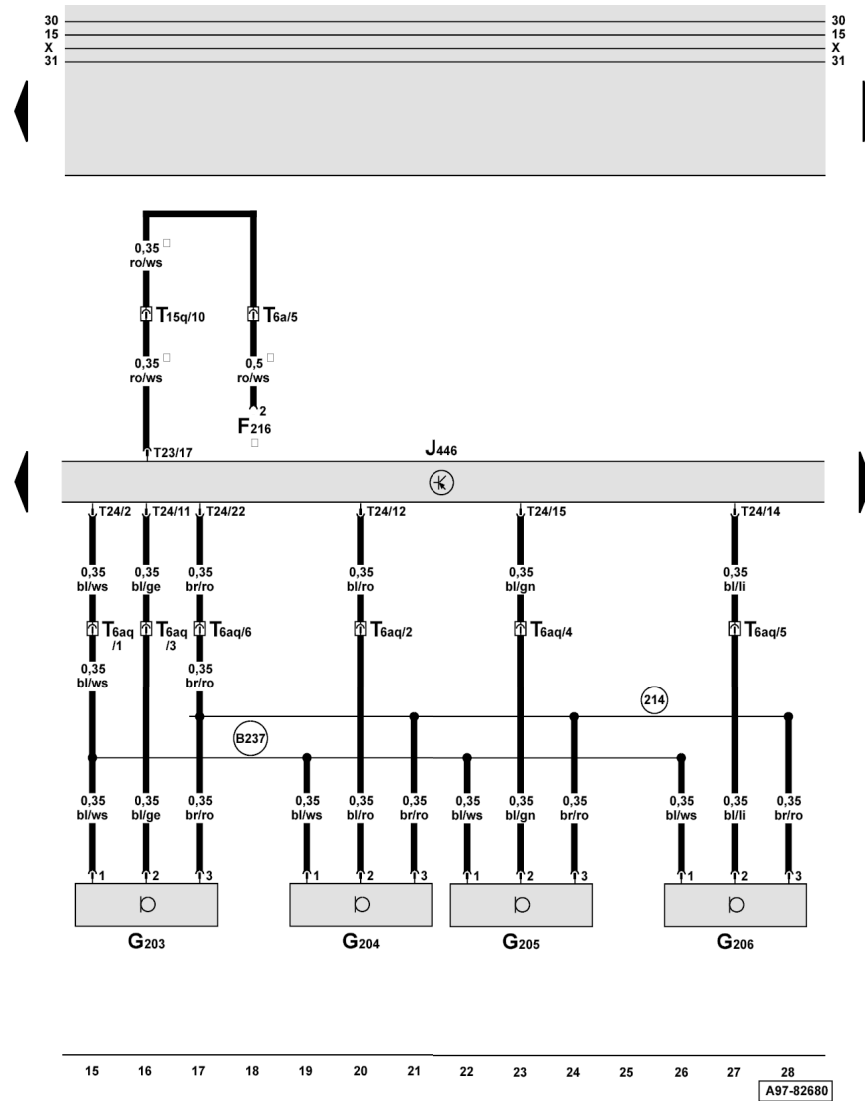 30 30
15 15
X X
31 31
0,35
ro/ws
T15q/10 T6a/5
0,35 0,5
ro/ws ro/ws
2
F216
T23/17 J446
T24/2 T24/11 T24/22 T24/12 T24/15 T24/14
0,35 0,35 0,35 0,35 0,35 0,35
bl/ws bl/ge br/ro bl/ro bl/gn bl/li
T6aq T6aq T6aq/6 T6aq/2 T6aq/4 T6aq/5
/1 /3
0,35 0,35
bl/ws br/ro
214
B237
0,35 0,35 0,35 0,35 0,35 0,35 0,35 0,35 0,35 0,35 0,35 0,35
bl/ws bl/ge br/ro bl/ws bl/ro br/ro bl/ws bl/gn br/ro bl/ws bl/li br/ro
1 2 3 1 2 3 1 2 3 1 2 3
G203 G204 G205 G206
15 16 17 18 19 20 21 22 23 24 25 26 27 28
A97-82680